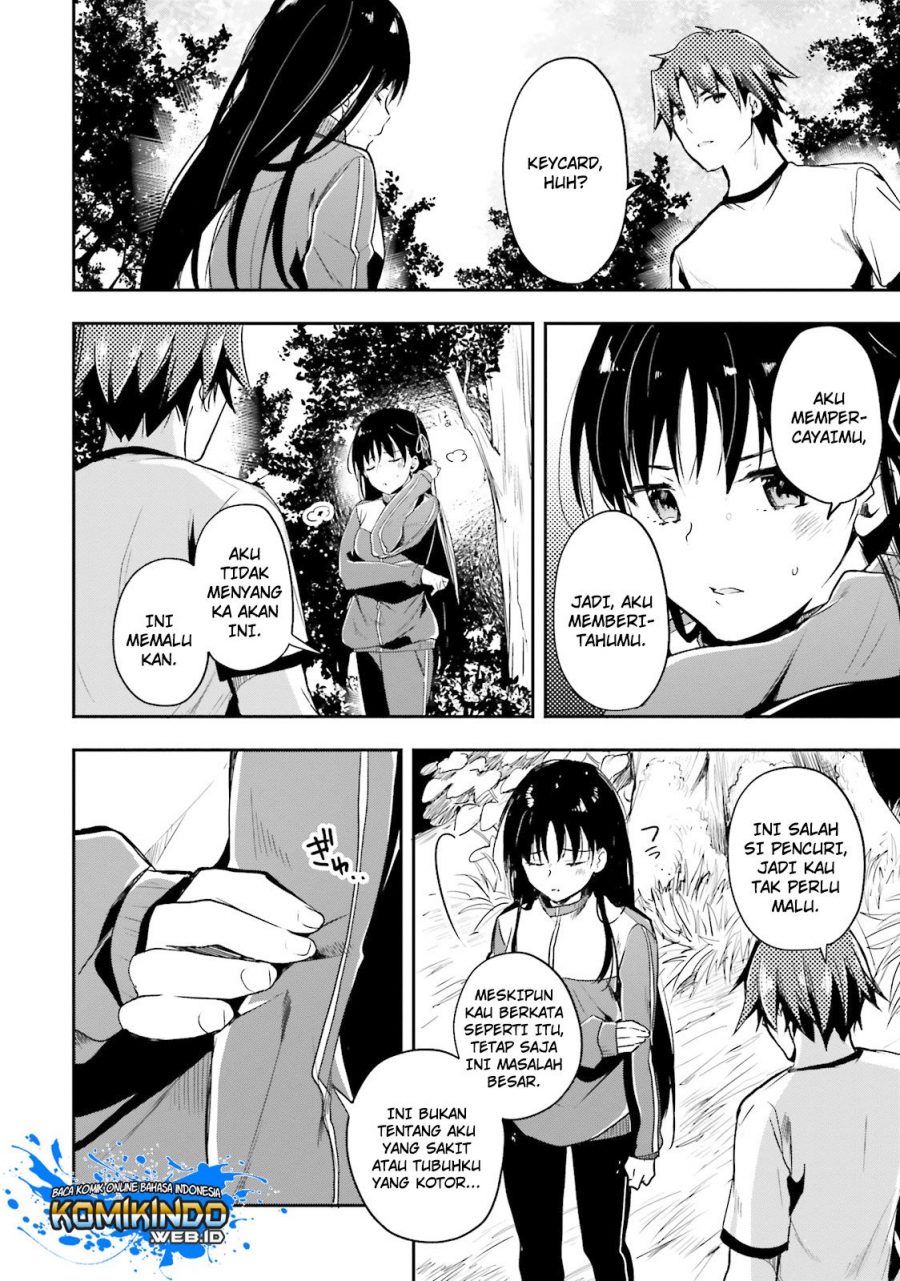 KEYCARD,
HUH?
AKU
MEMPER-
CAYAIMU,
JADI, AKU
MEMBERI-
TAHUMU.
AKU
TIDAK
MENYANG
KA AKAN
INI.
INI
MEMALU
KAN.
INI SALAH
SI PENCURI,
JADI KAU
TAK PERLU
MALU.
MESKIPUN
KAU BERKATA
SEPERTI ITU,
TETAP SAJA
INI MASALAH
BESAR.
INI BUKAN
TENTANG AKU
YANG SAKIT
ATAU TUBUHKU
YANG KOTOR...
BACA KOMIK ONLINE BAHASA INDONESIA
KOMIKINDO
WEB.ID